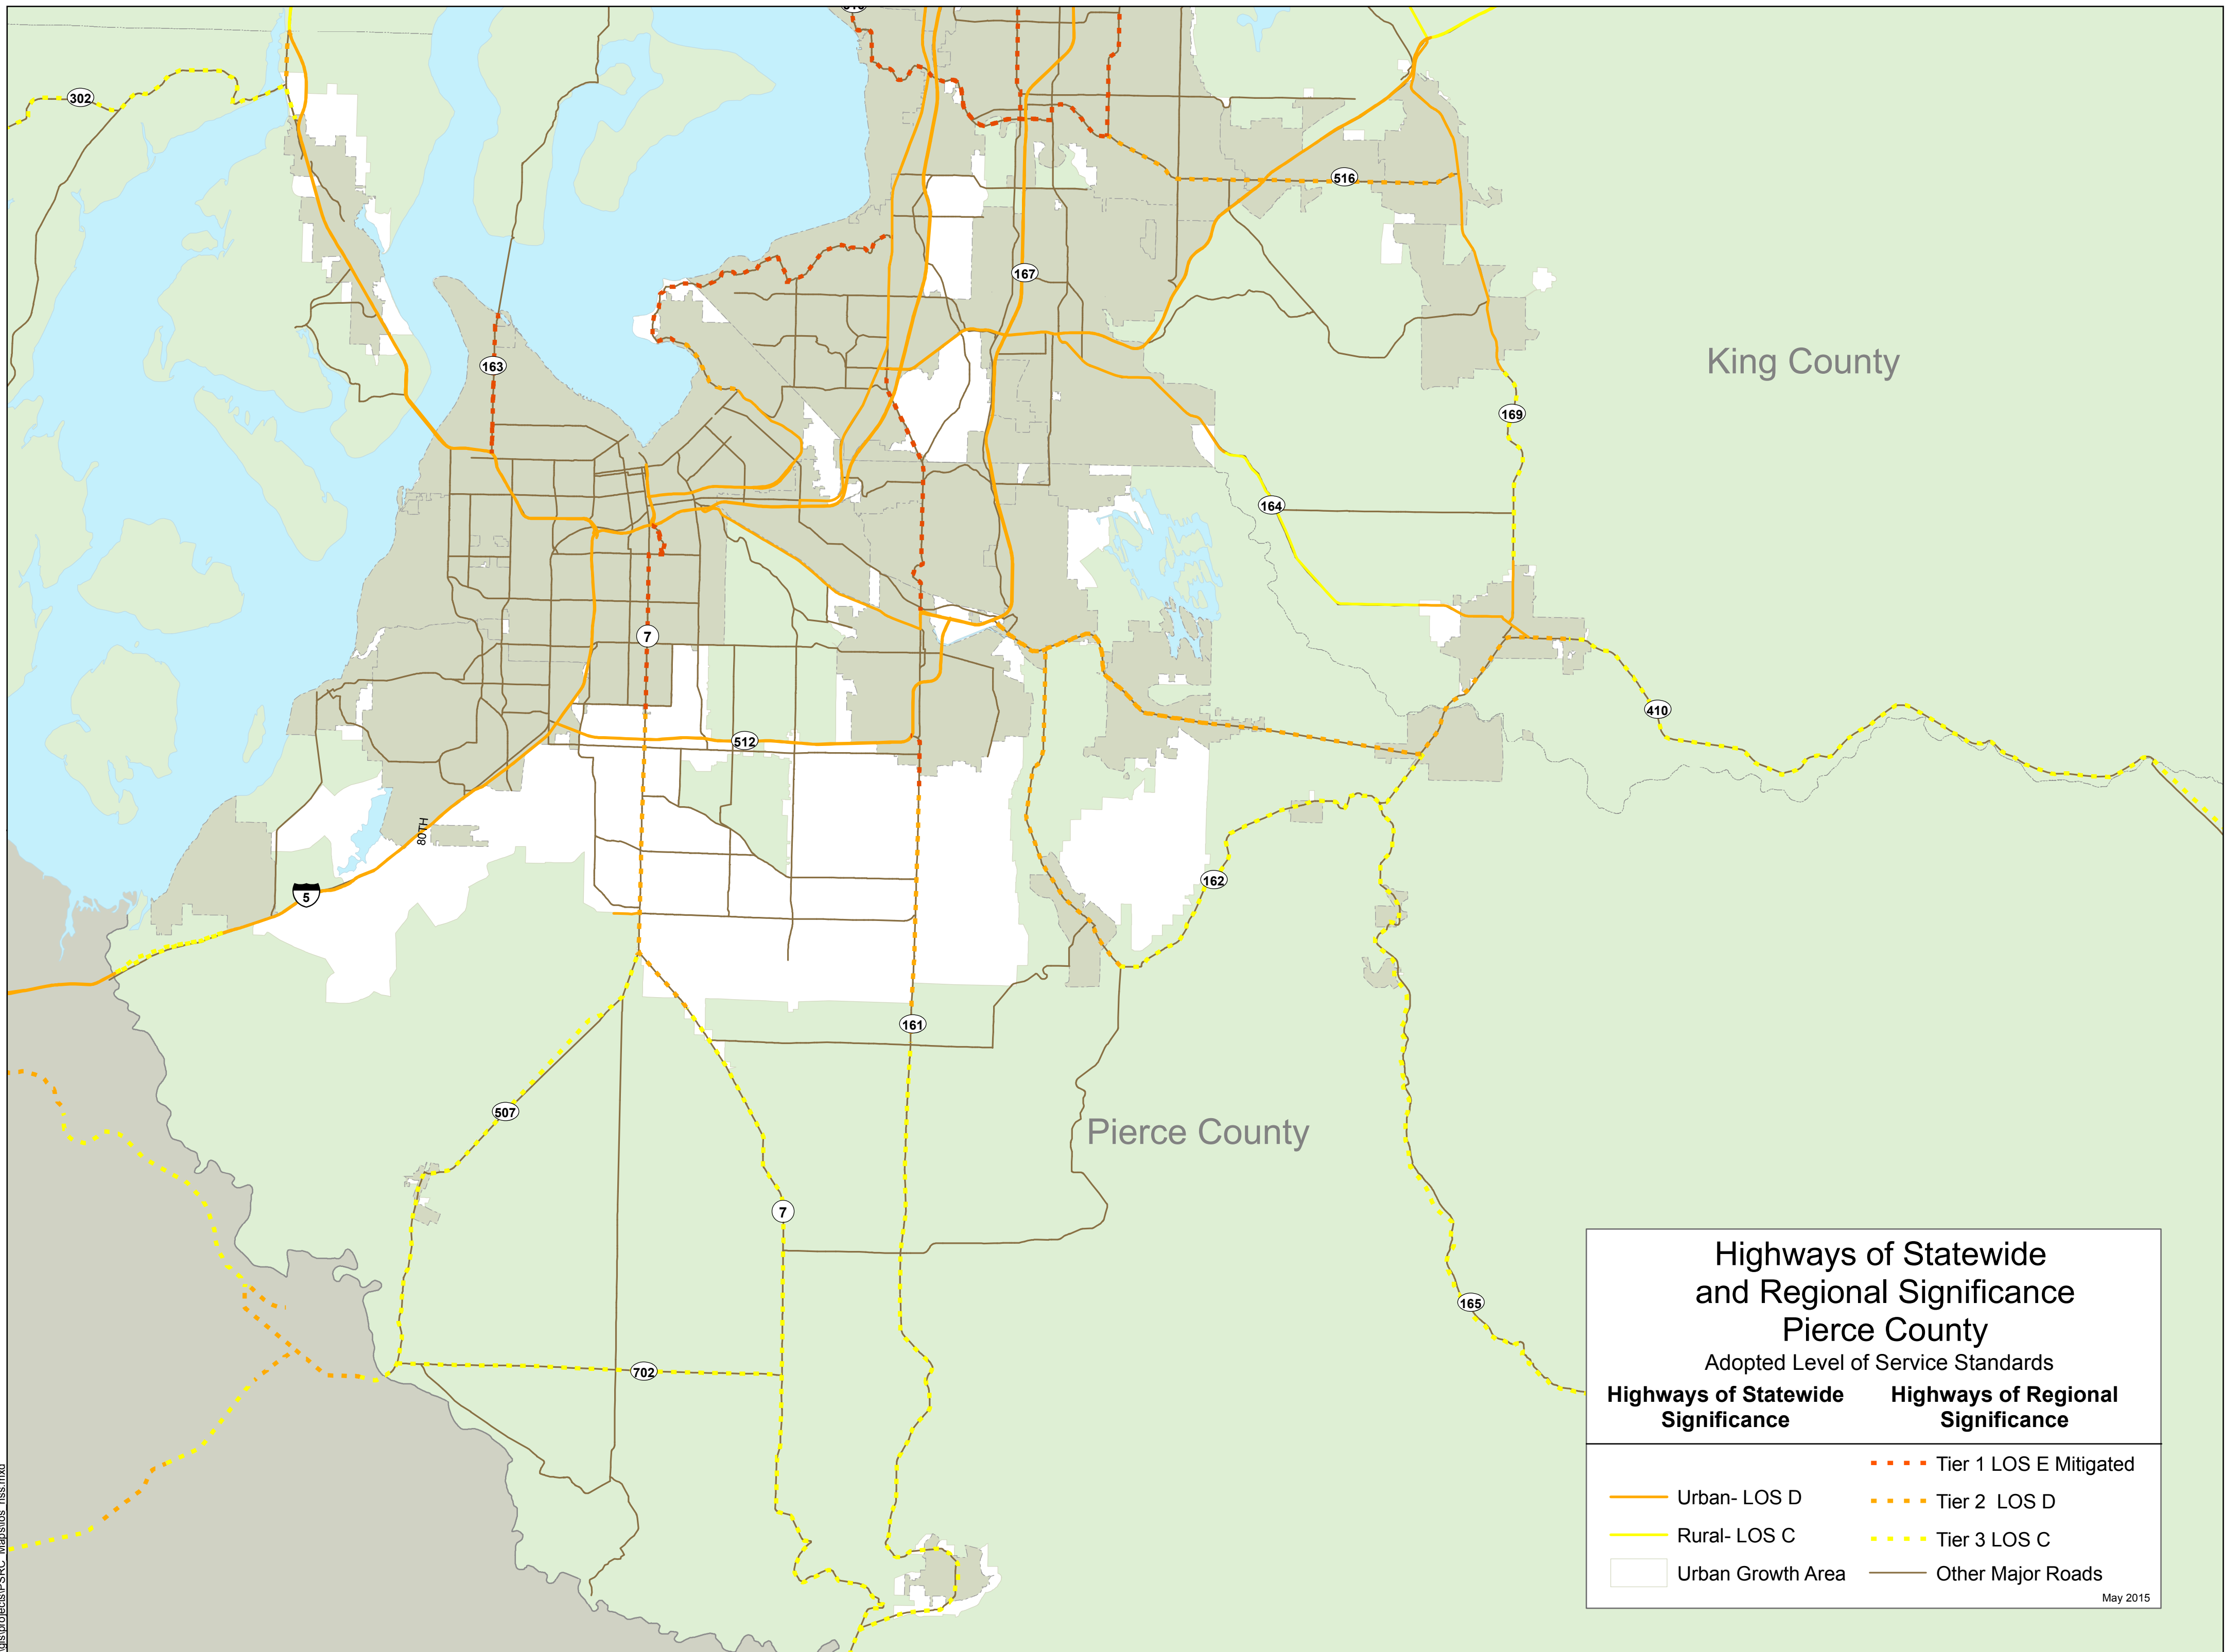 302
516
167
163
King County
169
164
7
410
512
80TH
162
5
161
Pierce County
507
7
165
702
Highways of Statewide
and Regional Significance
Pierce County
Adopted Level of Service Standards
Highways of Statewide
Significance
Highways of Regional
Significance
Tier 1 LOS E Mitigated
Urban- LOS D
Tier 2 LOS D
Rural- LOS C
Tier 3 LOS C
Urban Growth Area
Other Major Roads
May 2015